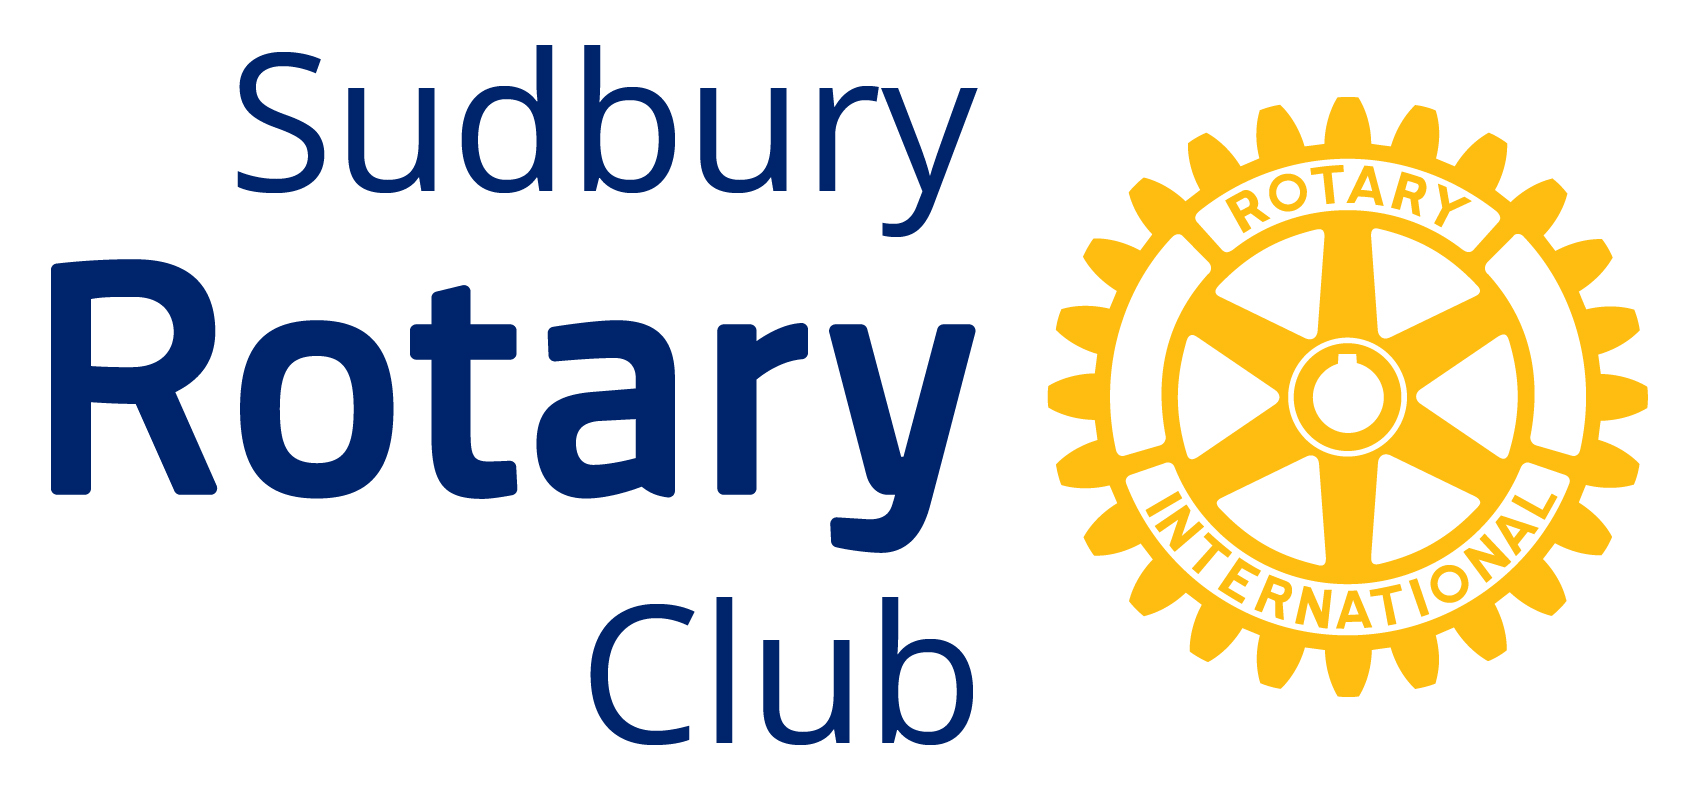 Sudbury
Rotary
Club
ROTARY
INTERNATIONAL